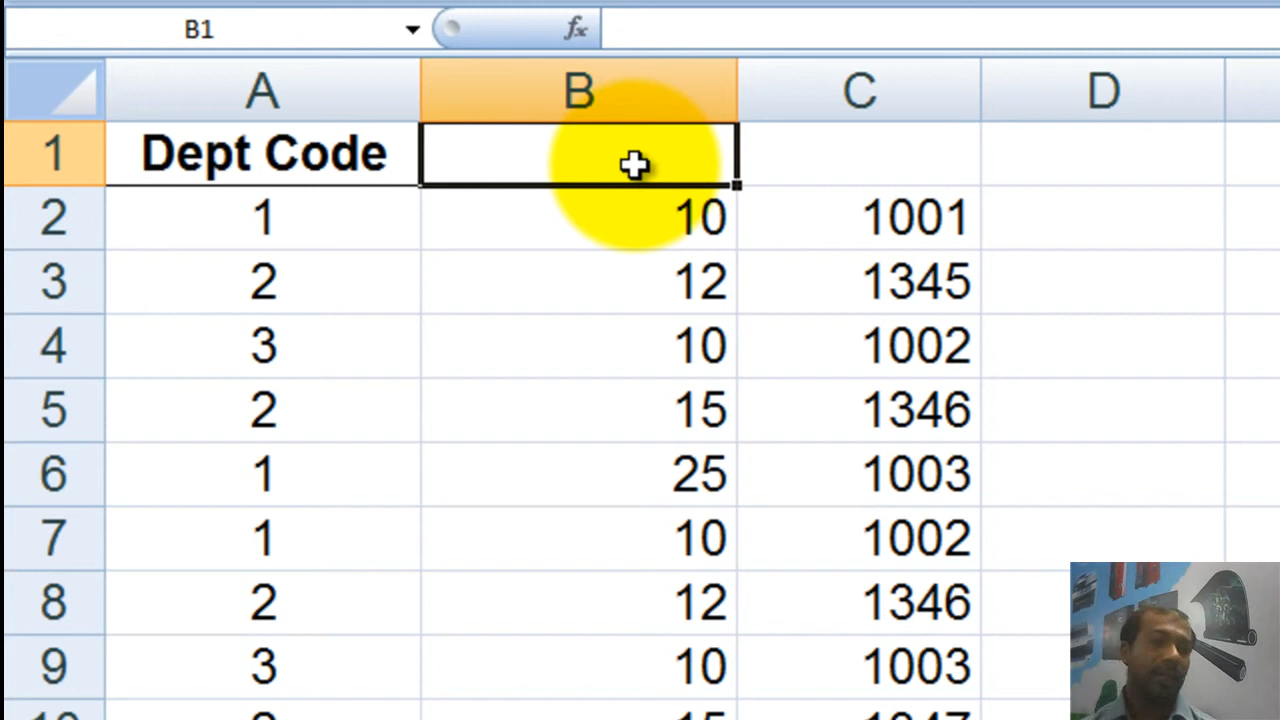 B1 fx
A B C D
1 Dept Code
2 1 10 1001
3 2 12 1345
4 3 10 1002
5 2 15 1346
6 1 25 1003
7 1 10 1002
8 2 12 1346
9 3 10 1003